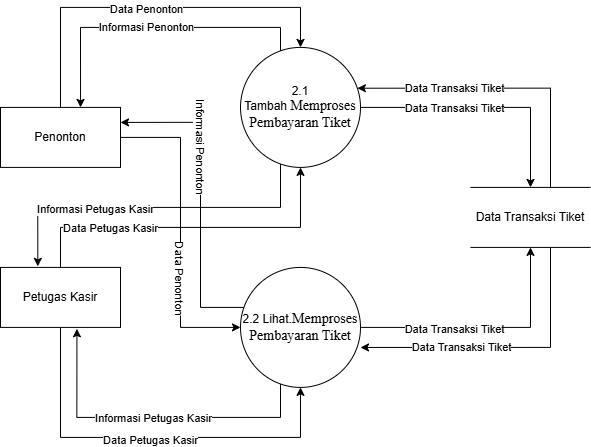 Data Penonton
Informasi Penonton
2.1
Tambah Memproses
Pembayaran Tiket
Data Transaksi Tiket
Data Transaksi Tiket
Penonton
Informasi Penonton
Informasi Petugas Kasir
Data Petugas Kasir
Data Transaksi Tiket
Data Penonton
Petugas Kasir
2.2 Lihat.Memproses
Pembayaran Tiket
Data Transaksi Tiket
Data Transaksi Tiket
Informasi Petugas Kasir
Data Petugas Kasir